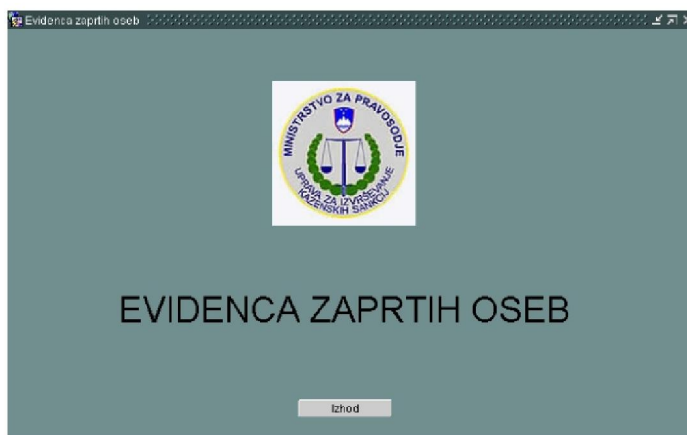 Evidenca zaprtih oseb
MINISTRSTVO ZA PRAVOSODJE
UPRAVA ZA IZVRŠEVANJE
KAZENSKIH SANKCIJ
EVIDENCA ZAPRTIH OSEB
Izhod